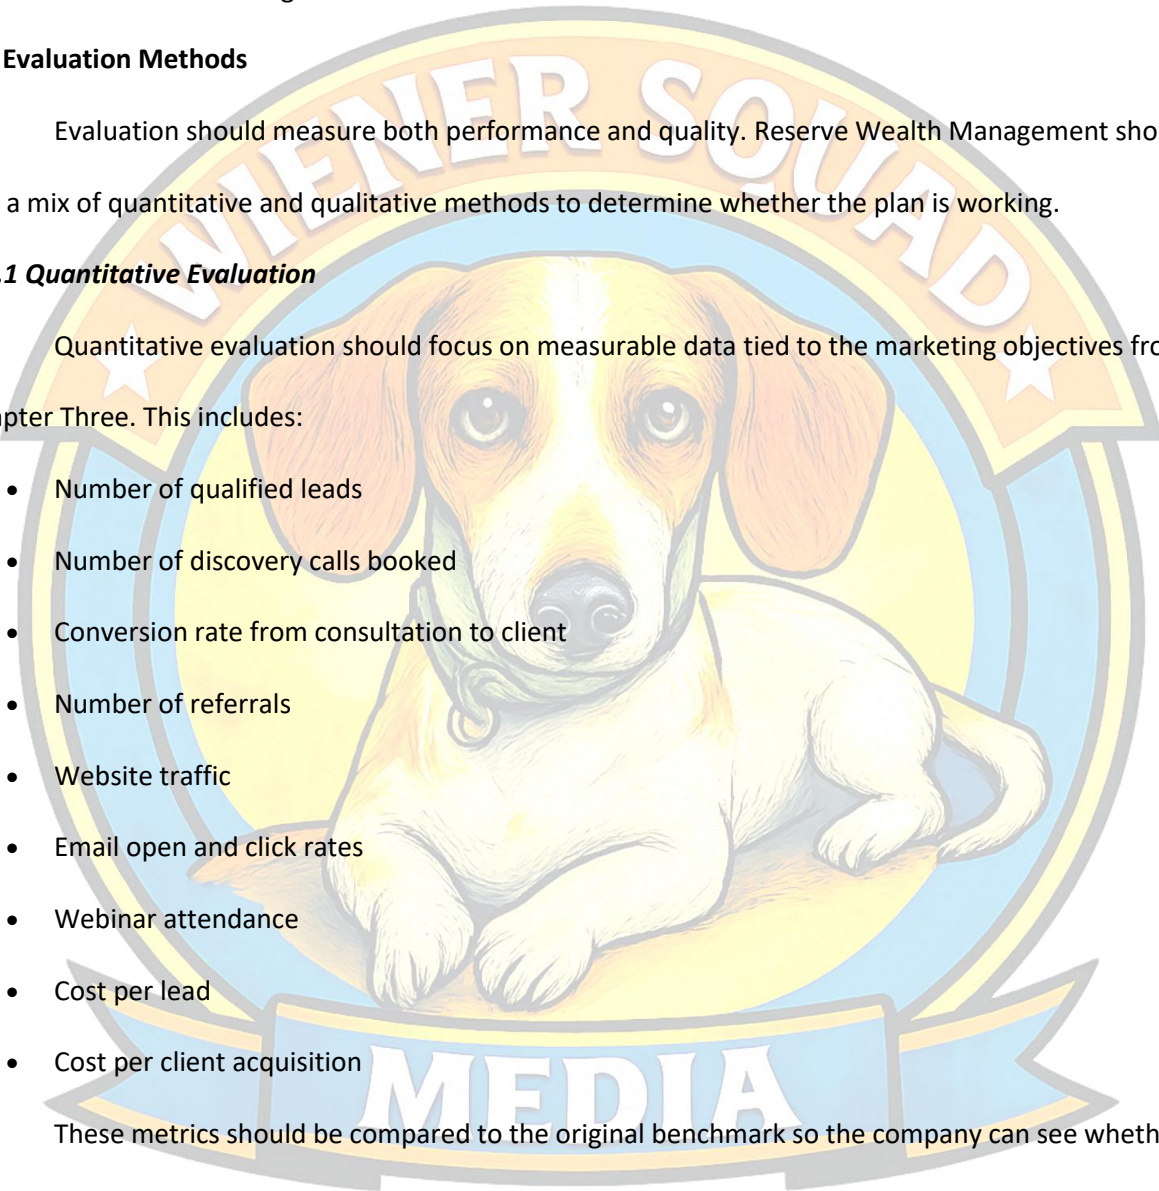 Evaluation Methods
WIENER SQUAD
Evaluation should measure both performance and quality. Reserve Wealth Management sho
a mix of quantitative and qualitative methods to determine whether the plan is working.
.1 Quantitative Evaluation
Quantitative evaluation should focus on measurable data tied to the marketing objectives fro
pter Three. This includes:
• Number of qualified leads
• Number of discovery calls booked
• Conversion rate from consultation to client
• Number of referrals
• Website traffic
• Email open and click rates
• Webinar attendance
• Cost per lead
• Cost per client acquisition
MEDIA
These metrics should be compared to the original benchmark so the company can see wheth